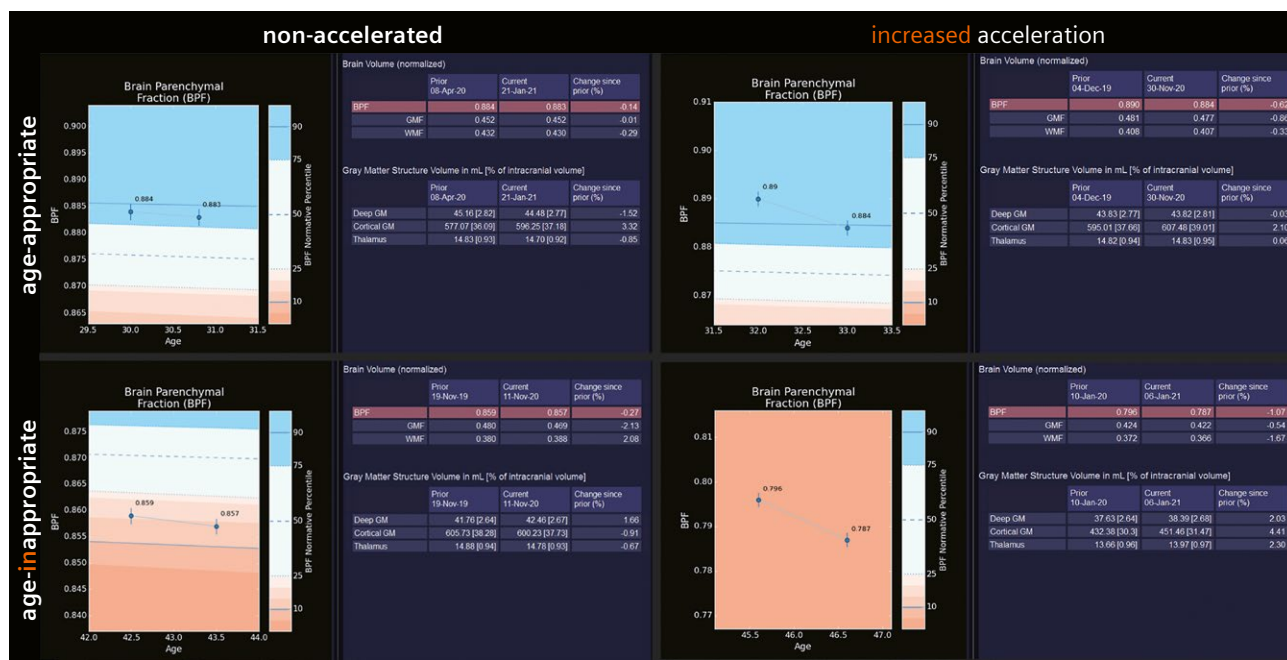 non-accelerated
increased acceleration
age-appropriate
Brain Parenchymal
Fraction (BPF)
0.900
0.895
0.890
0.885
0.880
0.875
0.870
0.865
BPF
0.884
0.883
29.5 30.0 30.5 31.0 31.5
Age
90
75
50
25
10
BPF Normative Percentile
Brain Volume (normalized)
Prior 08-Apr-20 Current 21-Jan-21 Change since prior (%)
BPF 0.884 0.883 -0.14
GMF 0.452 0.452 -0.01
WMF 0.432 0.430 -0.29
Gray Matter Structure Volume in mL [% of intracranial volume]
Prior 08-Apr-20 Current 21-Jan-21 Change since prior (%)
Deep GM 45.16 [2.82] 44.48 [2.77] -1.52
Cortical GM 577.07 [36.09] 596.25 [37.18] 3.32
Thalamus 14.83 [0.93] 14.70 [0.92] -0.85
Brain Parenchymal
Fraction (BPF)
0.91
0.90
0.89
0.88
0.87
BPF
0.89
0.884
31.5 32.0 32.5 33.0 33.5
Age
90
75
50
25
10
BPF Normative Percentile
Brain Volume (normalized)
Prior 04-Dec-19 Current 30-Nov-20 Change since prior (%)
BPF 0.890 0.884 -0.62
GMF 0.481 0.477 -0.86
WMF 0.408 0.407 -0.33
Gray Matter Structure Volume in mL [% of intracranial volume]
Prior 04-Dec-19 Current 30-Nov-20 Change since prior (%)
Deep GM 43.83 [2.77] 43.82 [2.81] -0.03
Cortical GM 595.01 [37.66] 607.48 [39.01] 2.10
Thalamus 14.82 [0.94] 14.83 [0.95] 0.06
age-inappropriate
Brain Parenchymal
Fraction (BPF)
0.875
0.870
0.865
0.860
0.855
0.850
0.845
0.840
BPF
0.859
0.857
42.0 42.5 43.0 43.5 44.0
Age
90
75
50
25
10
BPF Normative Percentile
Brain Volume (normalized)
Prior 19-Nov-19 Current 11-Nov-20 Change since prior (%)
BPF 0.859 0.857 -0.27
GMF 0.480 0.469 -2.13
WMF 0.380 0.388 2.08
Gray Matter Structure Volume in mL [% of intracranial volume]
Prior 19-Nov-19 Current 11-Nov-20 Change since prior (%)
Deep GM 41.76 [2.64] 42.46 [2.67] 1.66
Cortical GM 605.73 [38.28] 600.23 [37.73] -0.91
Thalamus 14.88 [0.94] 14.78 [0.93] -0.67
Brain Parenchymal
Fraction (BPF)
0.81
0.80
0.79
0.78
0.77
BPF
0.796
0.787
45.5 46.0 46.5 47.0
Age
90
75
50
25
10
BPF Normative Percentile
Brain Volume (normalized)
Prior 10-Jan-20 Current 06-Jan-21 Change since prior (%)
BPF 0.796 0.787 -1.07
GMF 0.424 0.422 -0.54
WMF 0.372 0.366 -1.67
Gray Matter Structure Volume in mL [% of intracranial volume]
Prior 10-Jan-20 Current 06-Jan-21 Change since prior (%)
Deep GM 37.63 [2.64] 38.39 [2.68] 2.03
Cortical GM 432.38 [30.3] 451.46 [31.47] 4.41
Thalamus 13.66 [0.96] 13.97 [0.97] 2.30